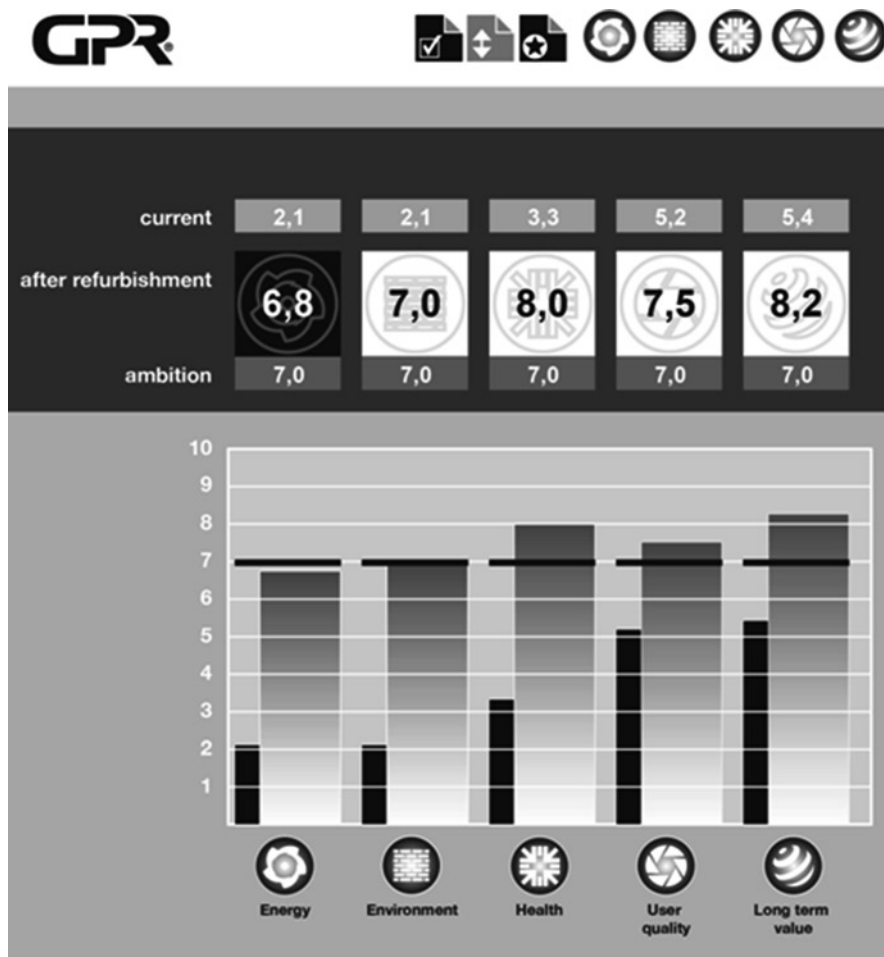 GPR®
current 2,1 2,1 3,3 5,2 5,4
after refurbishment 6,8 7,0 8,0 7,5 8,2
ambition 7,0 7,0 7,0 7,0 7,0
10
9
8
7
6
5
4
3
2
1
Energy Environment Health User quality Long term value